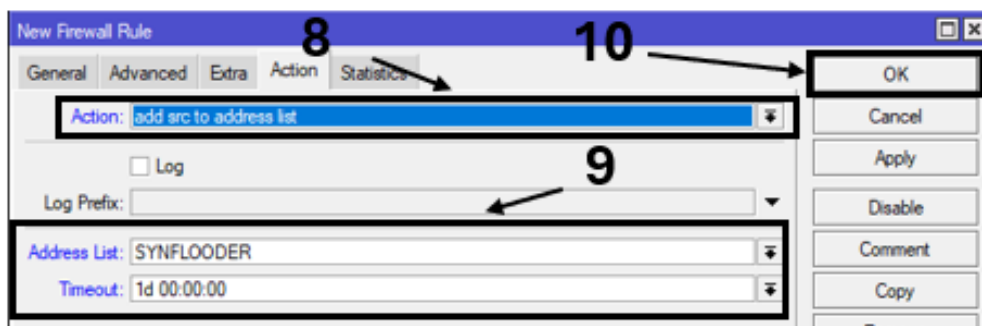 New Firewall Rule
8
10
General Advanced Extra Action Statistics
OK
Action: add src to address list
Cancel
Log
9
Apply
Log Prefix:
Disable
Address List: SYNFLOODER
Comment
Timeout: 1d 00:00:00
Copy